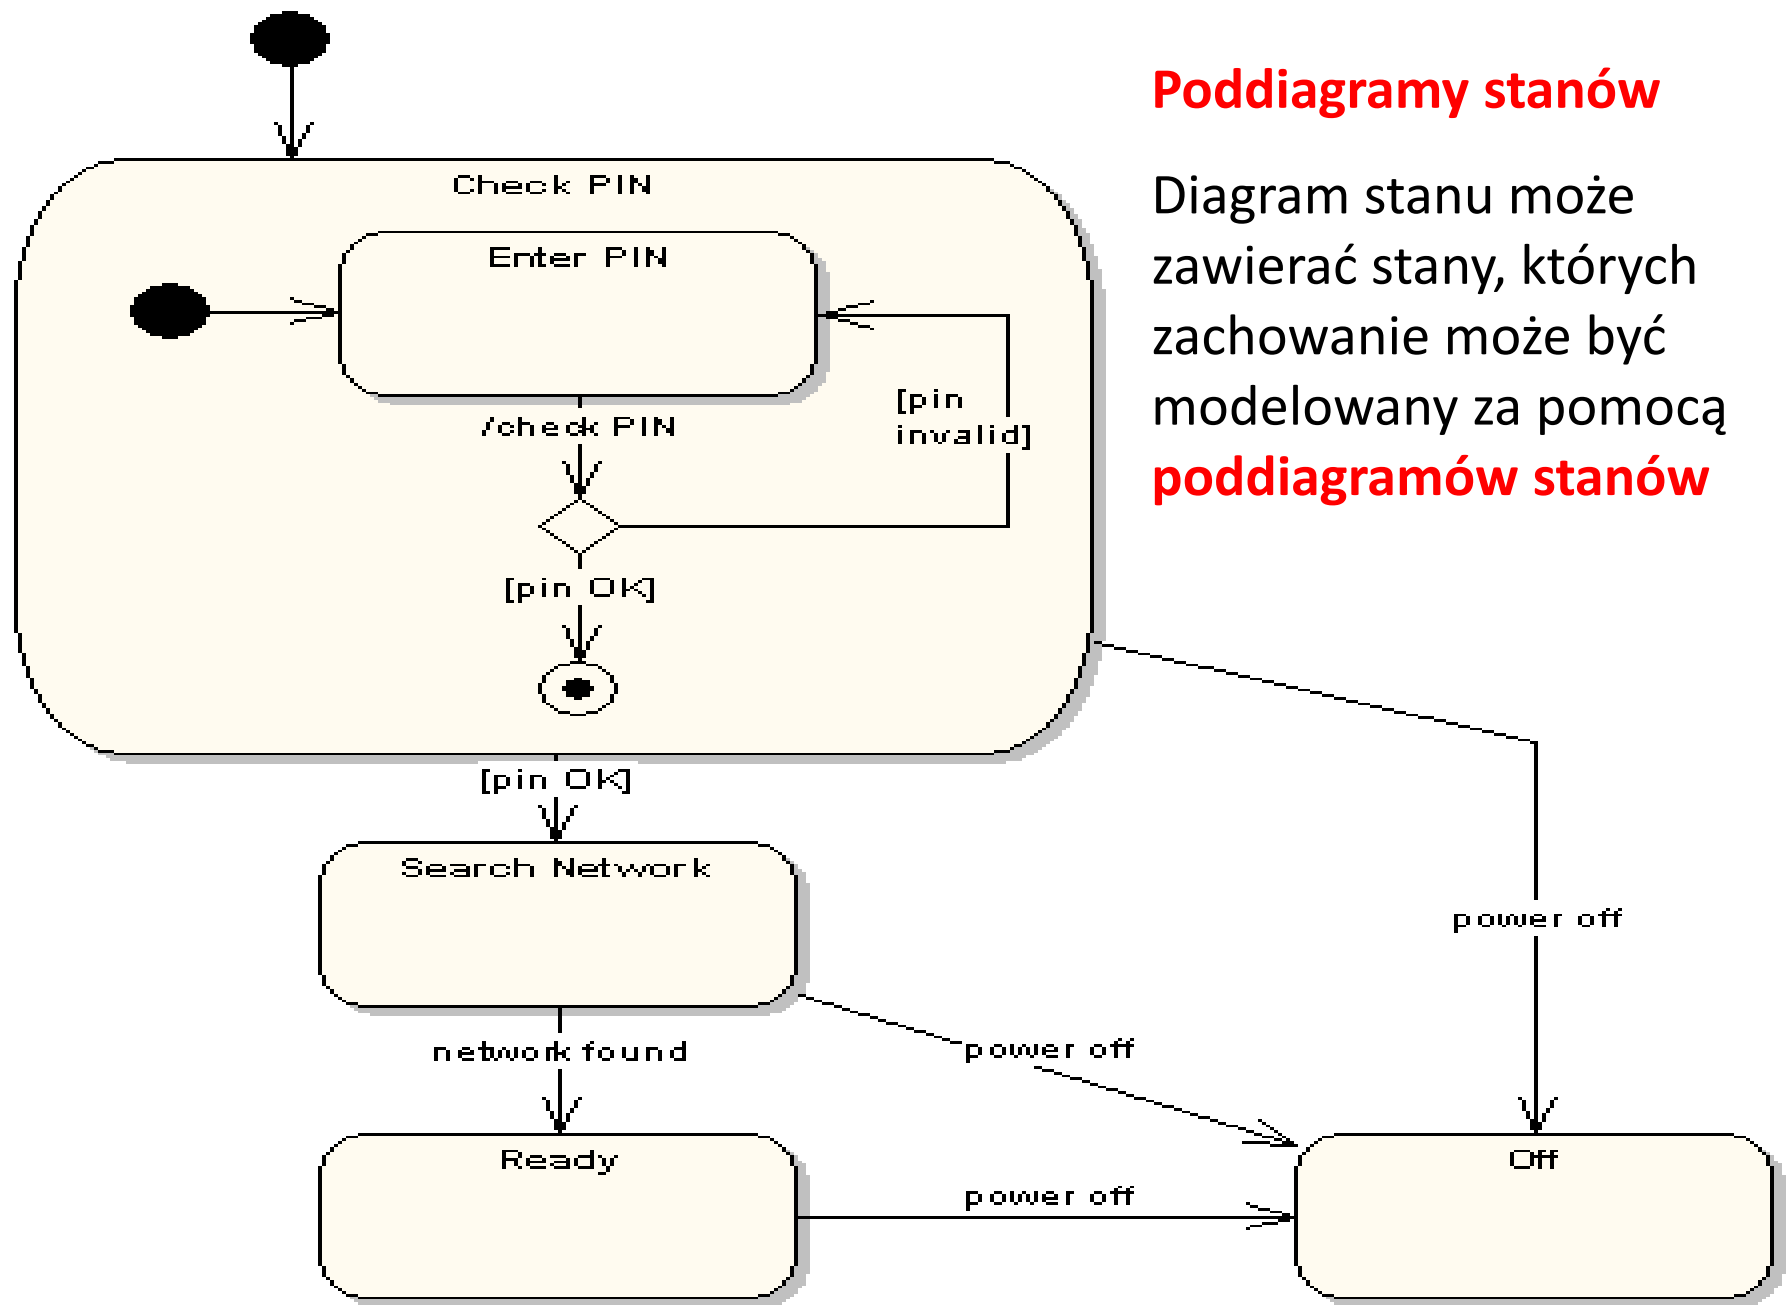 Poddiagramy stanów
Diagram stanu może
zawierać stany, których
zachowanie może być
modelowany za pomocą
poddiagramów stanów
Check PIN
Enter PIN
/check PIN
[pin
invalid]
[pin OK]
[pin OK]
Search Network
power off
network found
power off
Ready
Off
power off